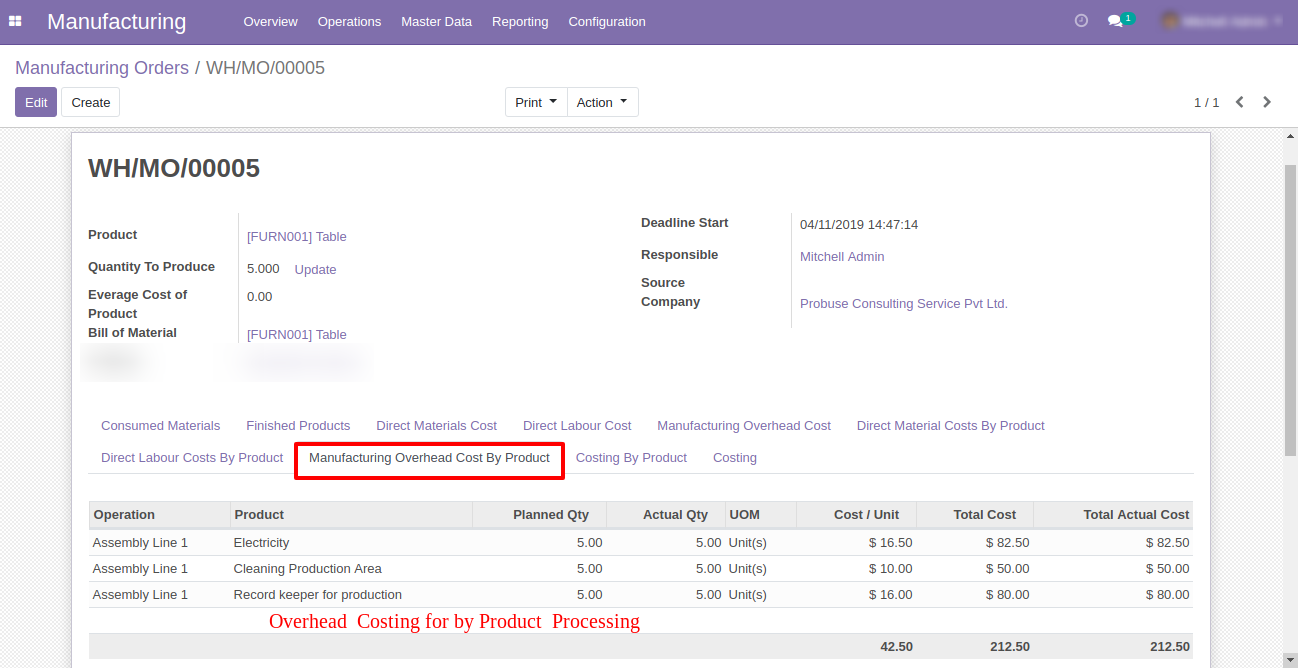 Manufacturing Overview Operations Master Data Reporting Configuration 1
Manufacturing Orders / WH/MO/00005
Edit Create Print Action 1 / 1
WH/MO/00005
Product [FURN001] Table
Quantity To Produce 5.000 Update
Everage Cost of Product 0.00
Bill of Material [FURN001] Table
Deadline Start 04/11/2019 14:47:14
Responsible Mitchell Admin
Source
Company Probuse Consulting Service Pvt Ltd.
Consumed Materials Finished Products Direct Materials Cost Direct Labour Cost Manufacturing Overhead Cost Direct Material Costs By Product
Direct Labour Costs By Product Manufacturing Overhead Cost By Product Costing By Product Costing
Operation Product Planned Qty Actual Qty UOM Cost / Unit Total Cost Total Actual Cost
Assembly Line 1 Electricity 5.00 5.00 Unit(s) $ 16.50 $ 82.50 $ 82.50
Assembly Line 1 Cleaning Production Area 5.00 5.00 Unit(s) $ 10.00 $ 50.00 $ 50.00
Assembly Line 1 Record keeper for production 5.00 5.00 Unit(s) $ 16.00 $ 80.00 $ 80.00
Overhead Costing for by Product Processing
42.50 212.50 212.50